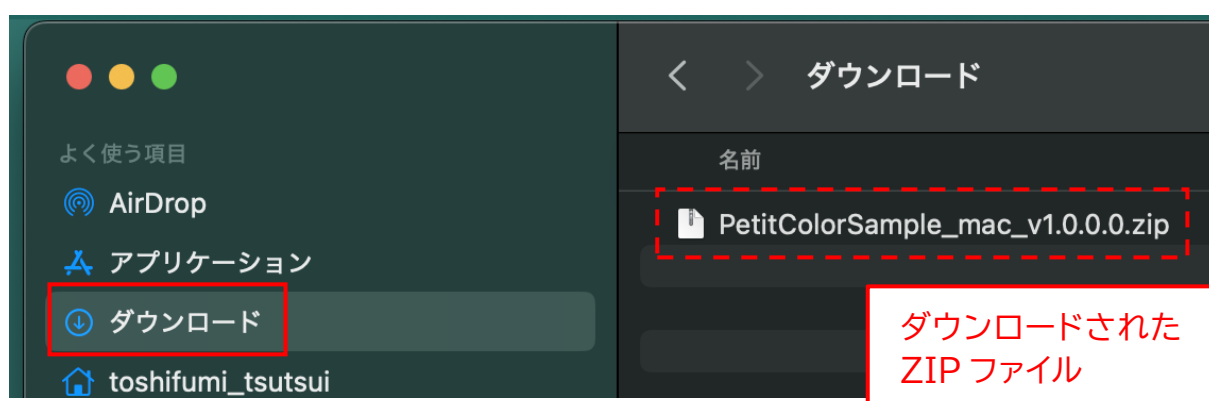 よく使う項目
AirDrop
アプリケーション
ダウンロード
toshifumi_tsutsui
ダウンロード
名前
PetitColorSample_mac_v1.0.0.0.zip
ダウンロードされた
ZIP ファイル